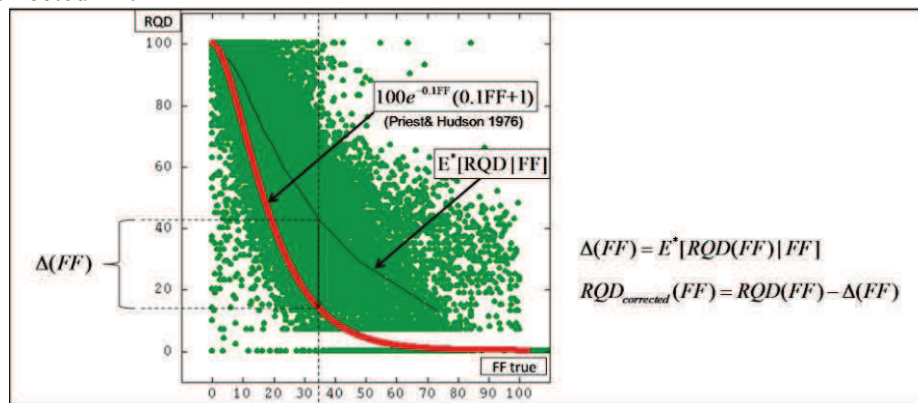 RQD
100
80
60
40
20
0
100e^{-0.1FF}(0.1FF+1)
(Priest& Hudson 1976)
E*[RQD | FF]
Δ(FF)
FF true
0 10 20 30 40 50 60 70 80 90 100
Δ(FF) = E*[RQD(FF) | FF]
RQD_{corrected}(FF) = RQD(FF) − Δ(FF)